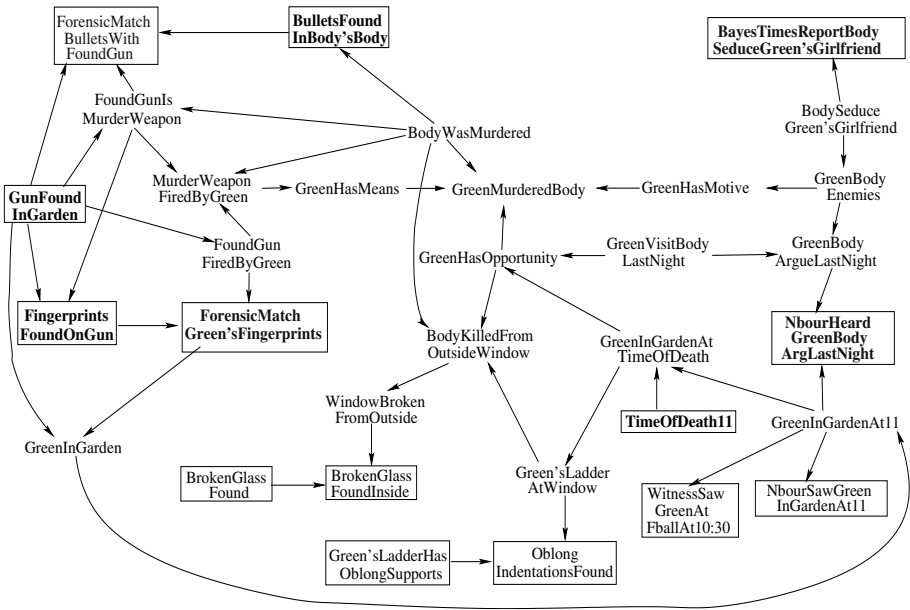 ForensicMatch
BulletsWith
FoundGun
BulletsFound
InBody'sBody
BayesTimesReportBody
SeduceGreen'sGirlfriend
FoundGunIs
MurderWeapon
BodyWasMurdered
BodySeduce
Green'sGirlfriend
MurderWeapon
FiredByGreen
GreenHasMeans
GreenMurderedBody
GreenHasMotive
GreenBody
Enemies
GunFound
InGarden
FoundGun
FiredByGreen
GreenHasOpportunity
GreenVisitBody
LastNight
GreenBody
ArgueLastNight
Fingerprints
FoundOnGun
ForensicMatch
Green'sFingerprints
BodyKilledFrom
OutsideWindow
GreenInGardenAt
TimeOfDeath
NbourHeard
GreenBody
ArgLastNight
WindowBroken
FromOutside
TimeOfDeath11
GreenInGardenAt11
GreenInGarden
BrokenGlass
Found
BrokenGlass
FoundInside
Green'sLadder
AtWindow
WitnessSaw
GreenAt
FballAt10:30
NbourSawGreen
InGardenAt11
Green'sLadderHas
OblongSupports
Oblong
IndentationsFound